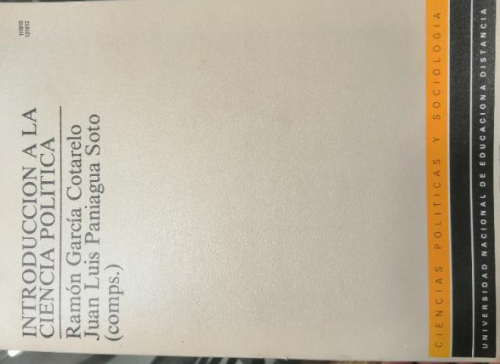 INTRODUCCION A LA
CIENCIA POLITICA
Ramón García Cotarelo
Juan Luis Paniagua Soto
(comps.)
CIENCIAS POLITICAS Y SOCIOLOGIA
UNIVERSIDAD NACIONAL DE EDUCACION A DISTANCIA